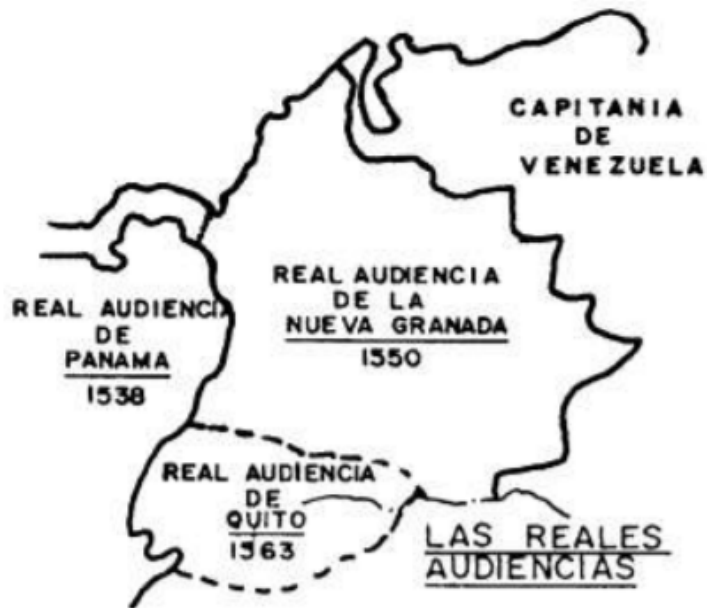 CAPITANIA
DE
VENEZUELA
REAL AUDIENCIA
DE LA
NUEVA GRANADA
1550
REAL AUDIENCIA
DE
PANAMA
1538
REAL AUDIENCIA
DE
QUITO
1563
LAS REALES
AUDIENCIAS